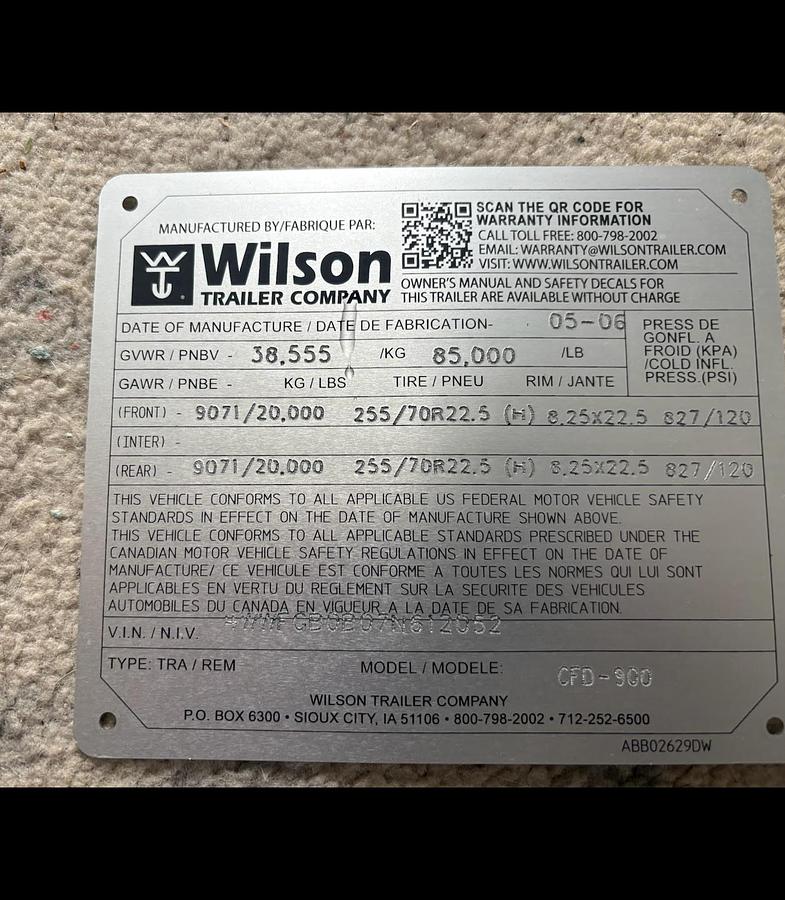 MANUFACTURED BY/FABRIQUE PAR:
Wilson
TRAILER COMPANY
SCAN THE QR CODE FOR
WARRANTY INFORMATION
CALL TOLL FREE: 800-798-2002
EMAIL: WARRANTY@WILSONTRAILER.COM
VISIT: WWW.WILSONTRAILER.COM
OWNER'S MANUAL AND SAFETY DECALS FOR
THIS TRAILER ARE AVAILABLE WITHOUT CHARGE
DATE OF MANUFACTURE / DATE DE FABRICATION- 05-06
GVWR / PNBV - 38,555 /KG 85,000 /LB
PRESS DE
GONFL. A
FROID (KPA)
/COLD INFL.
PRESS.(PSI)
GAWR / PNBE - KG / LBS TIRE / PNEU RIM / JANTE
(FRONT) - 9071/20,000 255/70R22.5 (H) 8.25X22.5 827/120
(INTER) -
(REAR) - 9071/20,000 255/70R22.5 (H) 8.25X22.5 827/120
THIS VEHICLE CONFORMS TO ALL APPLICABLE US FEDERAL MOTOR VEHICLE SAFETY
STANDARDS IN EFFECT ON THE DATE OF MANUFACTURE SHOWN ABOVE.
THIS VEHICLE CONFORMS TO ALL APPLICABLE STANDARDS PRESCRIBED UNDER THE
CANADIAN MOTOR VEHICLE SAFETY REGULATIONS IN EFFECT ON THE DATE OF
MANUFACTURE/ CE VEHICULE EST CONFORME A TOUTES LES NORMES QUI LUI SONT
APPLICABLES EN VERTU DU REGLEMENT SUR LA SECURITE DES VEHICULES
AUTOMOBILES DU CANADA EN VIGUEUR A LA DATE DE SA FABRICATION.
V.I.N. / N.I.V.
TYPE: TRA / REM MODEL / MODELE: CFD-900
WILSON TRAILER COMPANY
P.O. BOX 6300 • SIOUX CITY, IA 51106 • 800-798-2002 • 712-252-6500
ABB02629DW